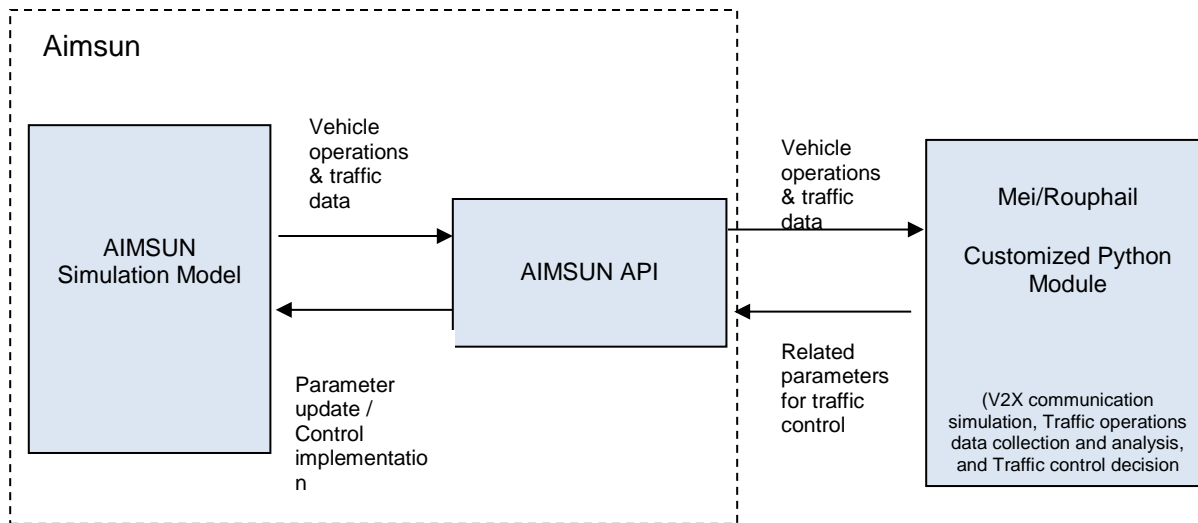 Aimsun
AIMSUN
Simulation Model
Vehicle
operations
& traffic
data
Parameter
update /
Control
implementatio
n
AIMSUN API
Vehicle
operations
& traffic
data
Related
parameters
for traffic
control
Mei/Rouphail
Customized Python
Module
(V2X communication
simulation, Traffic operations
data collection and analysis,
and Traffic control decision